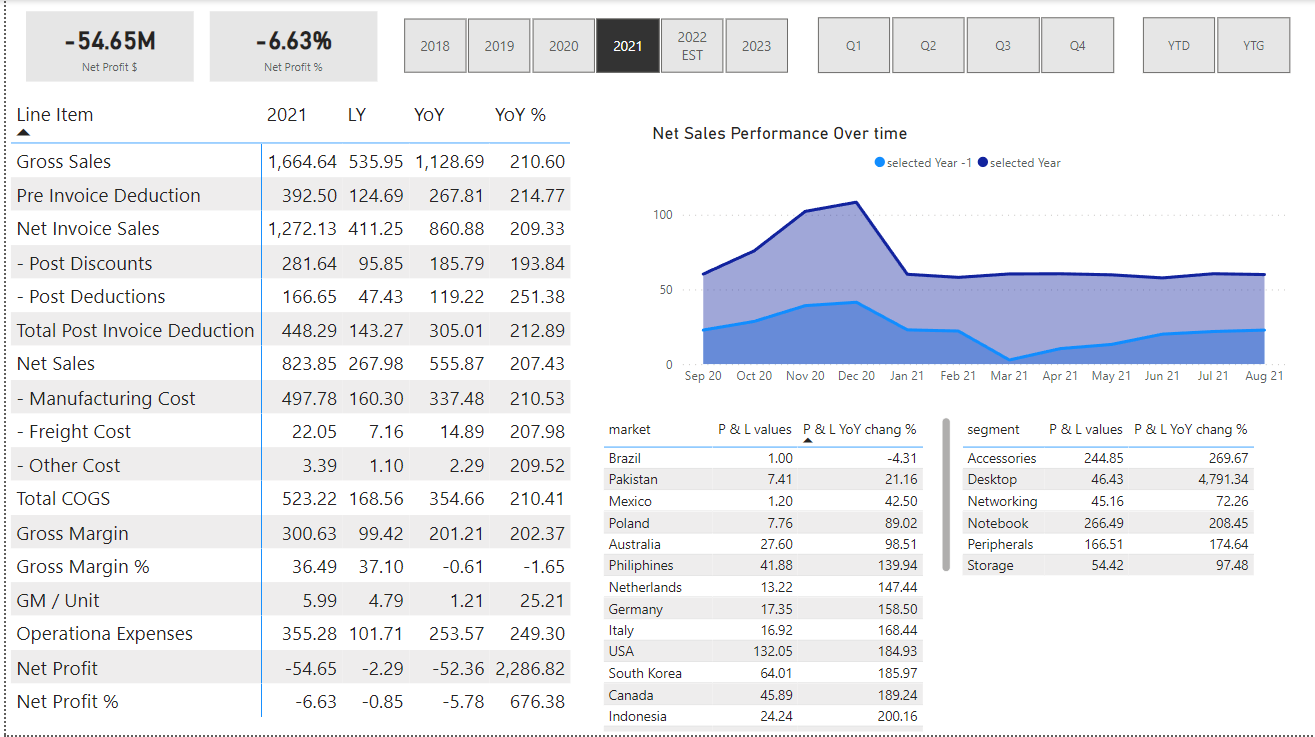 -54.65M
Net Profit $
-6.63%
Net Profit %
2018 2019 2020 2021 2022 EST 2023
Q1 Q2 Q3 Q4
YTD YTG
Line Item 2021 LY YoY YoY %
Gross Sales 1,664.64 535.95 1,128.69 210.60
Pre Invoice Deduction 392.50 124.69 267.81 214.77
Net Invoice Sales 1,272.13 411.25 860.88 209.33
- Post Discounts 281.64 95.85 185.79 193.84
- Post Deductions 166.65 47.43 119.22 251.38
Total Post Invoice Deduction 448.29 143.27 305.01 212.89
Net Sales 823.85 267.98 555.87 207.43
- Manufacturing Cost 497.78 160.30 337.48 210.53
- Freight Cost 22.05 7.16 14.89 207.98
- Other Cost 3.39 1.10 2.29 209.52
Total COGS 523.22 168.56 354.66 210.41
Gross Margin 300.63 99.42 201.21 202.37
Gross Margin % 36.49 37.10 -0.61 -1.65
GM / Unit 5.99 4.79 1.21 25.21
Operationa Expenses 355.28 101.71 253.57 249.30
Net Profit -54.65 -2.29 -52.36 2,286.82
Net Profit % -6.63 -0.85 -5.78 676.38
Net Sales Performance Over time
selected Year -1 selected Year
100
50
0
Sep 20 Oct 20 Nov 20 Dec 20 Jan 21 Feb 21 Mar 21 Apr 21 May 21 Jun 21 Jul 21 Aug 21
market P & L values P & L YoY chang %
Brazil 1.00 -4.31
Pakistan 7.41 21.16
Mexico 1.20 42.50
Poland 7.76 89.02
Australia 27.60 98.51
Philiphines 41.88 139.94
Netherlands 13.22 147.44
Germany 17.35 158.50
Italy 16.92 168.44
USA 132.05 184.93
South Korea 64.01 185.97
Canada 45.89 189.24
Indonesia 24.24 200.16
segment P & L values P & L YoY chang %
Accessories 244.85 269.67
Desktop 46.43 4,791.34
Networking 45.16 72.26
Notebook 266.49 208.45
Peripherals 166.51 174.64
Storage 54.42 97.48